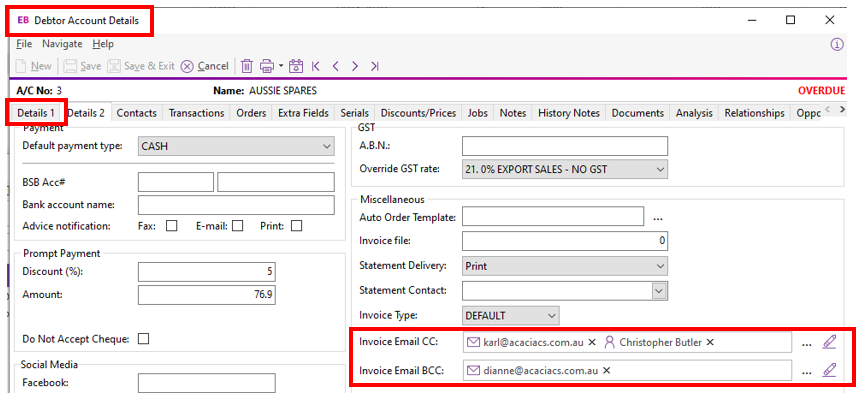 EB Debtor Account Details
File Navigate Help
New Save Save & Exit Cancel
A/C No: 3 Name: AUSSIE SPARES OVERDUE
Details 1 Details 2 Contacts Transactions Orders Extra Fields Serials Discounts/Prices Jobs Notes History Notes Documents Analysis Relationships Oppo
Payment
Default payment type: CASH
BSB Acc#
Bank account name:
Advice notification: Fax: E-mail: Print:
Prompt Payment
Discount (%): 5
Amount: 76.9
Do Not Accept Cheque:
Social Media
Facebook:
GST
A.B.N.:
Override GST rate: 21. 0% EXPORT SALES - NO GST
Miscellaneous
Auto Order Template: ...
Invoice file: 0
Statement Delivery: Print
Statement Contact:
Invoice Type: DEFAULT
Invoice Email CC: karl@acaciacs.com.au Christopher Butler ...
Invoice Email BCC: dianne@acaciacs.com.au ...